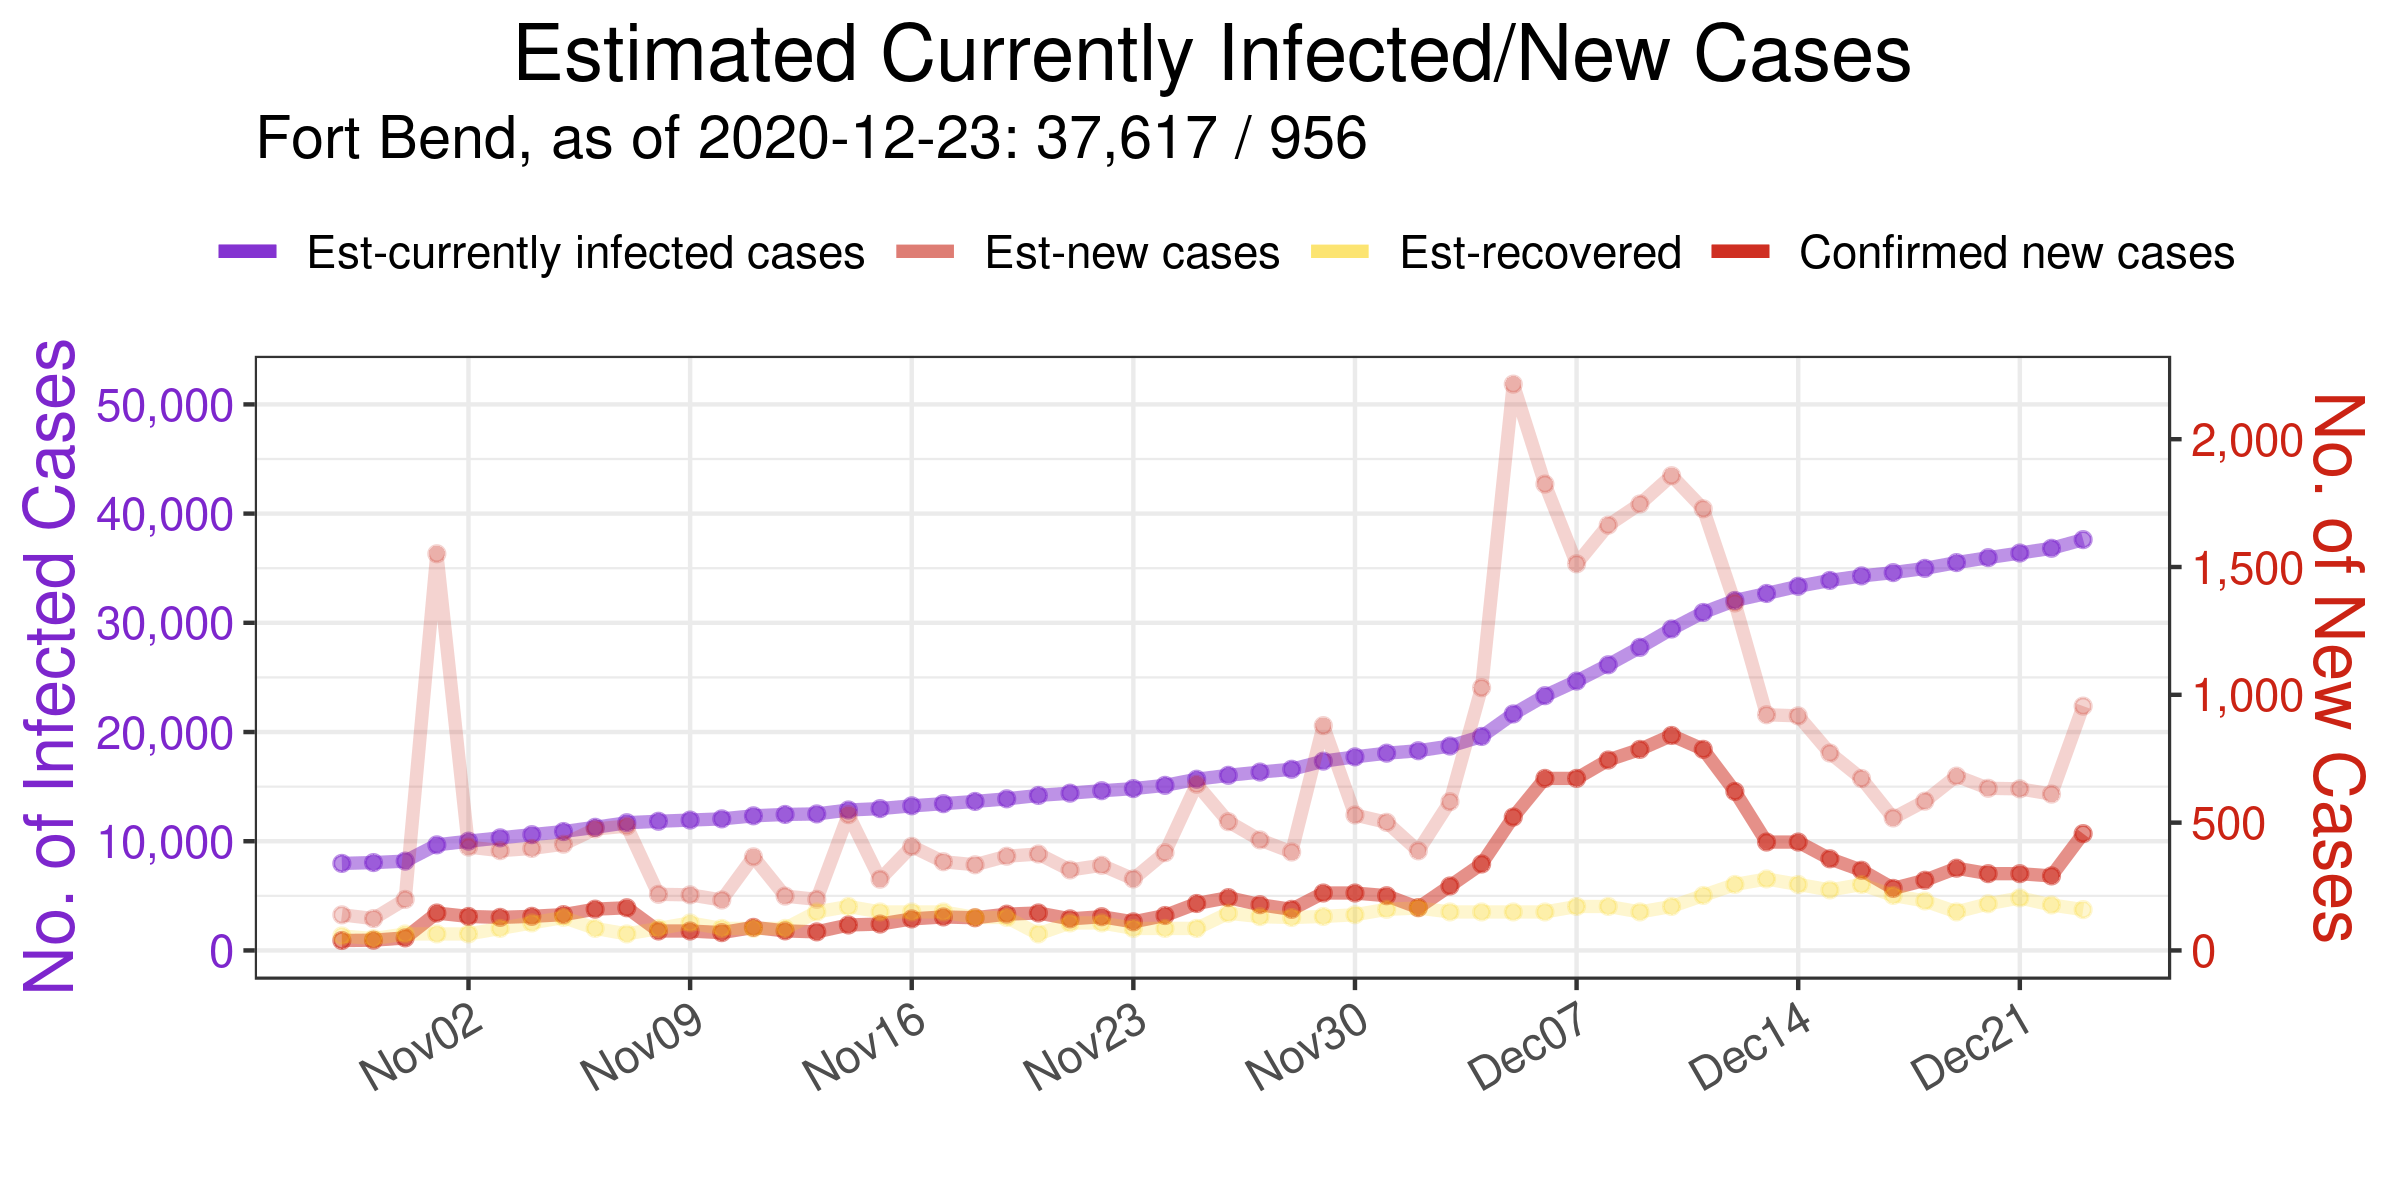 Estimated Currently Infected/New Cases
Fort Bend, as of 2020-12-23: 37,617 / 956
Est-currently infected cases
Est-new cases
Est-recovered
Confirmed new cases
No. of Infected Cases
50,000
40,000
30,000
20,000
10,000
0
No. of New Cases
2,000
1,500
1,000
500
0
Nov02
Nov09
Nov16
Nov23
Nov30
Dec07
Dec14
Dec21